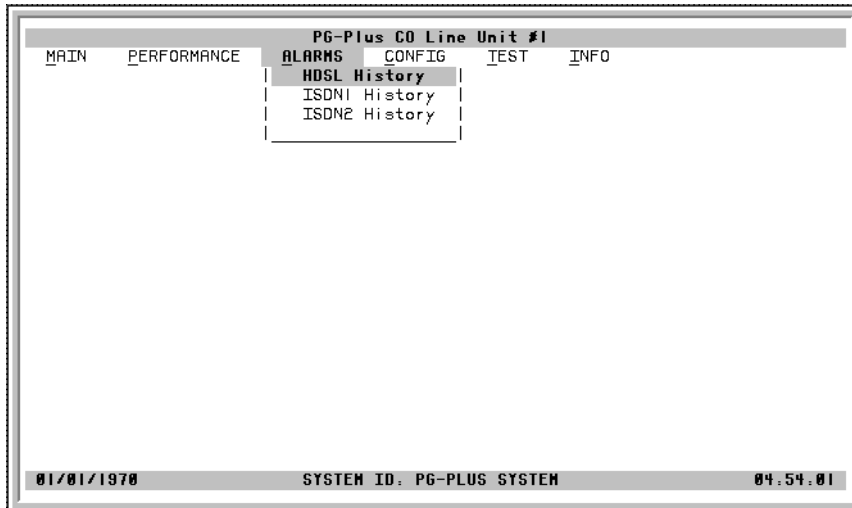 PG-Plus CO Line Unit #1
MAIN PERFORMANCE ALARMS CONFIG TEST INFO
HDSL History
ISDN1 History
ISDN2 History
01/01/1970 SYSTEM ID: PG-PLUS SYSTEM 04:54:01